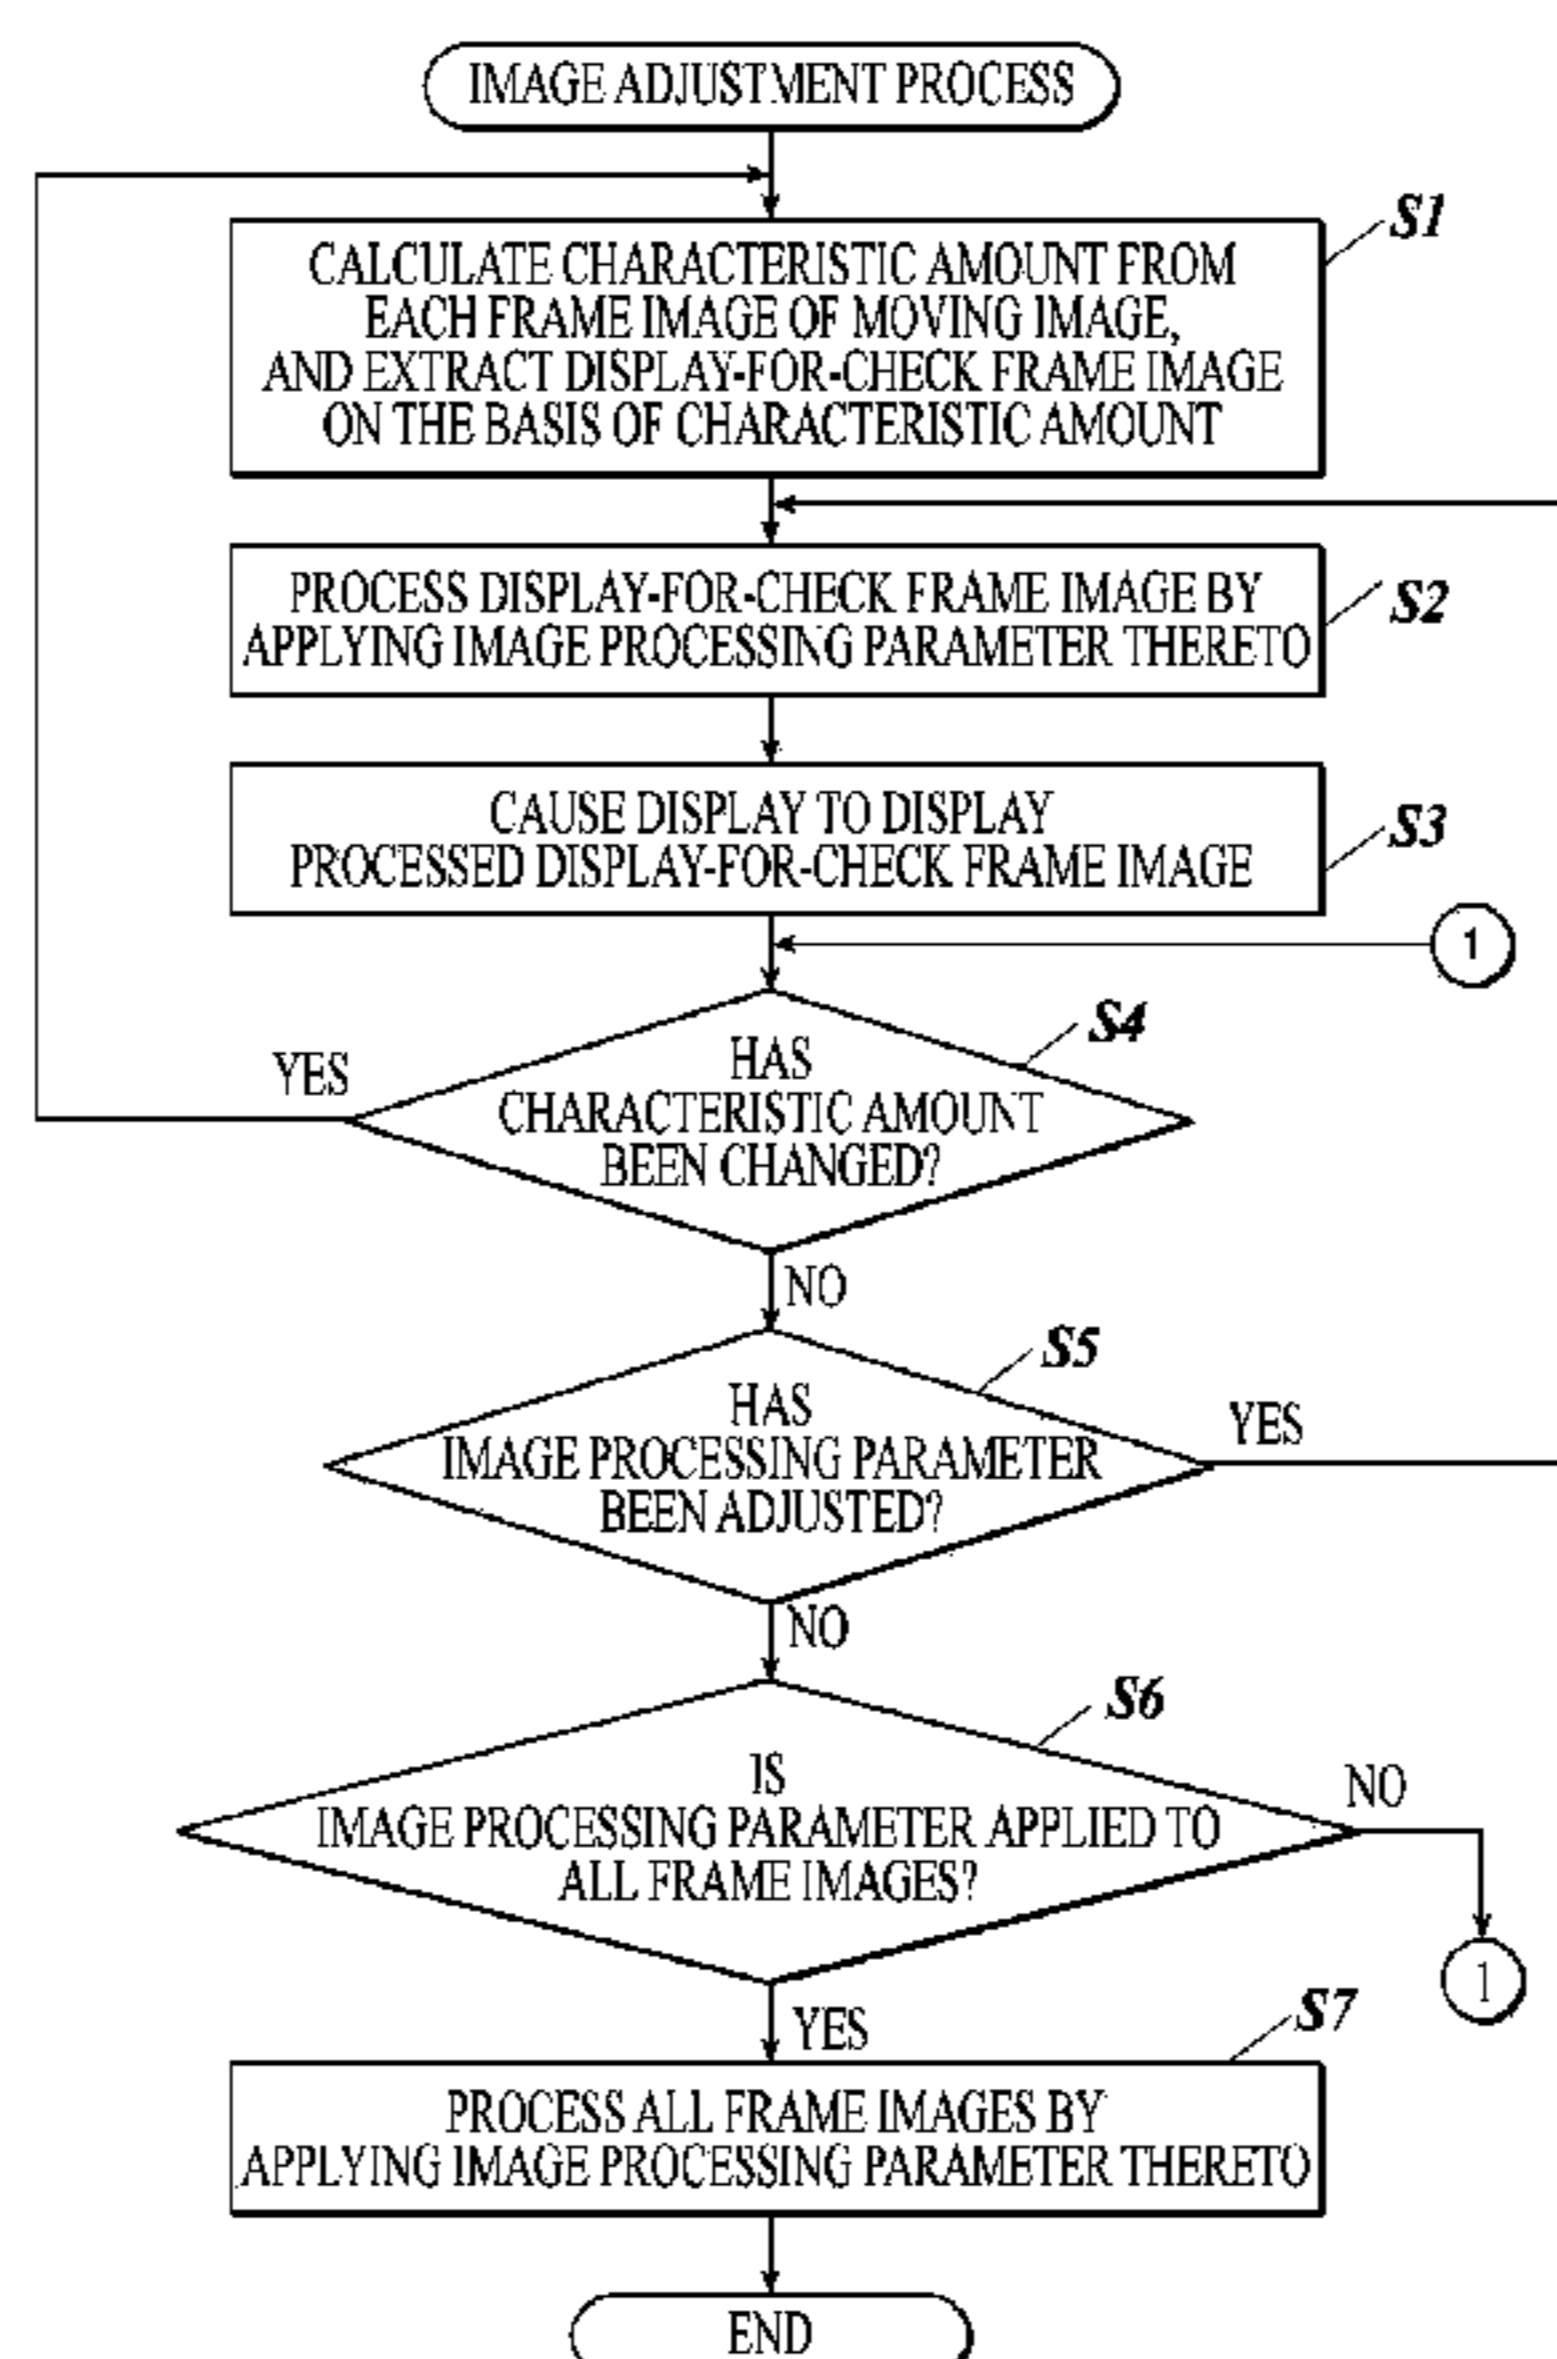 IMAGE ADJUSTMENT PROCESS
S1
CALCULATE CHARACTERISTIC AMOUNT FROM
EACH FRAME IMAGE OF MOVING IMAGE,
AND EXTRACT DISPLAY-FOR-CHECK FRAME IMAGE
ON THE BASIS OF CHARACTERISTIC AMOUNT
S2
PROCESS DISPLAY-FOR-CHECK FRAME IMAGE BY
APPLYING IMAGE PROCESSING PARAMETER THERETO
S3
CAUSE DISPLAY TO DISPLAY
PROCESSED DISPLAY-FOR-CHECK FRAME IMAGE
1
S4
YES
HAS
CHARACTERISTIC AMOUNT
BEEN CHANGED?
NO
S5
HAS
IMAGE PROCESSING PARAMETER
BEEN ADJUSTED?
YES
NO
S6
IS
IMAGE PROCESSING PARAMETER APPLIED TO
ALL FRAME IMAGES?
NO
1
YES
S7
PROCESS ALL FRAME IMAGES BY
APPLYING IMAGE PROCESSING PARAMETER THERETO
END